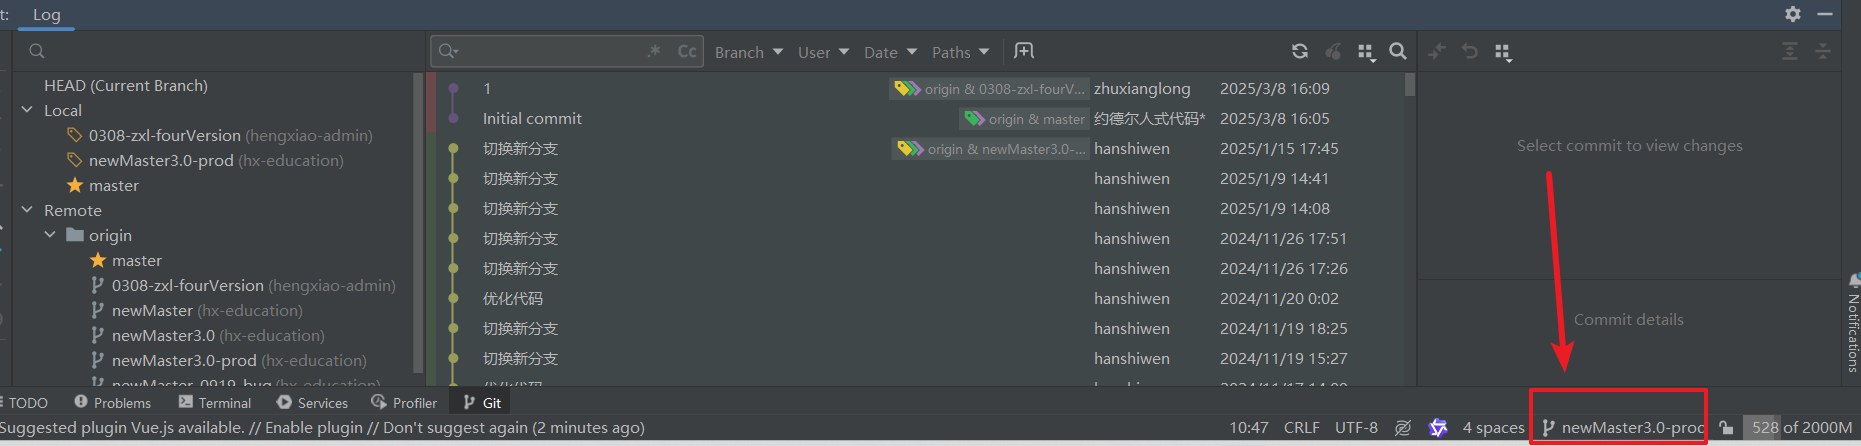 t: Log
.* Cc Branch User Date Paths
HEAD (Current Branch)
Local
0308-zxl-fourVersion (hengxiao-admin)
newMaster3.0-prod (hx-education)
master
Remote
origin
master
0308-zxl-fourVersion (hengxiao-admin)
newMaster (hx-education)
newMaster3.0 (hx-education)
newMaster3.0-prod (hx-education)
newMaster_0919_bug (hx-education)
1 origin & 0308-zxl-fourV... zhuxianglong 2025/3/8 16:09
Initial commit origin & master 约德尔人式代码* 2025/3/8 16:05
切换新分支 origin & newMaster3.0-... hanshiwen 2025/1/15 17:45
切换新分支 hanshiwen 2025/1/9 14:41
切换新分支 hanshiwen 2025/1/9 14:08
切换新分支 hanshiwen 2024/11/26 17:51
切换新分支 hanshiwen 2024/11/26 17:26
优化代码 hanshiwen 2024/11/20 0:02
切换新分支 hanshiwen 2024/11/19 18:25
切换新分支 hanshiwen 2024/11/19 15:27
优化代码 hanshiwen
Select commit to view changes
Commit details
Notifications
TODO Problems Terminal Services Profiler Git
Suggested plugin Vue.js available. // Enable plugin // Don't suggest again (2 minutes ago) 10:47 CRLF UTF-8 4 spaces newMaster3.0-prod 528 of 2000M